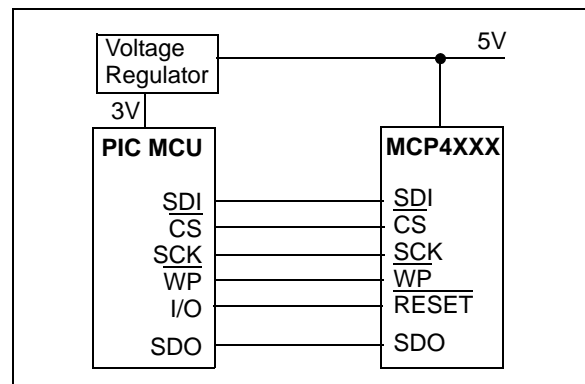 Voltage
Regulator
5V
3V
PIC MCU
MCP4XXX
SDI
SDI
CS
CS
SCK
SCK
WP
WP
I/O
RESET
SDO
SDO